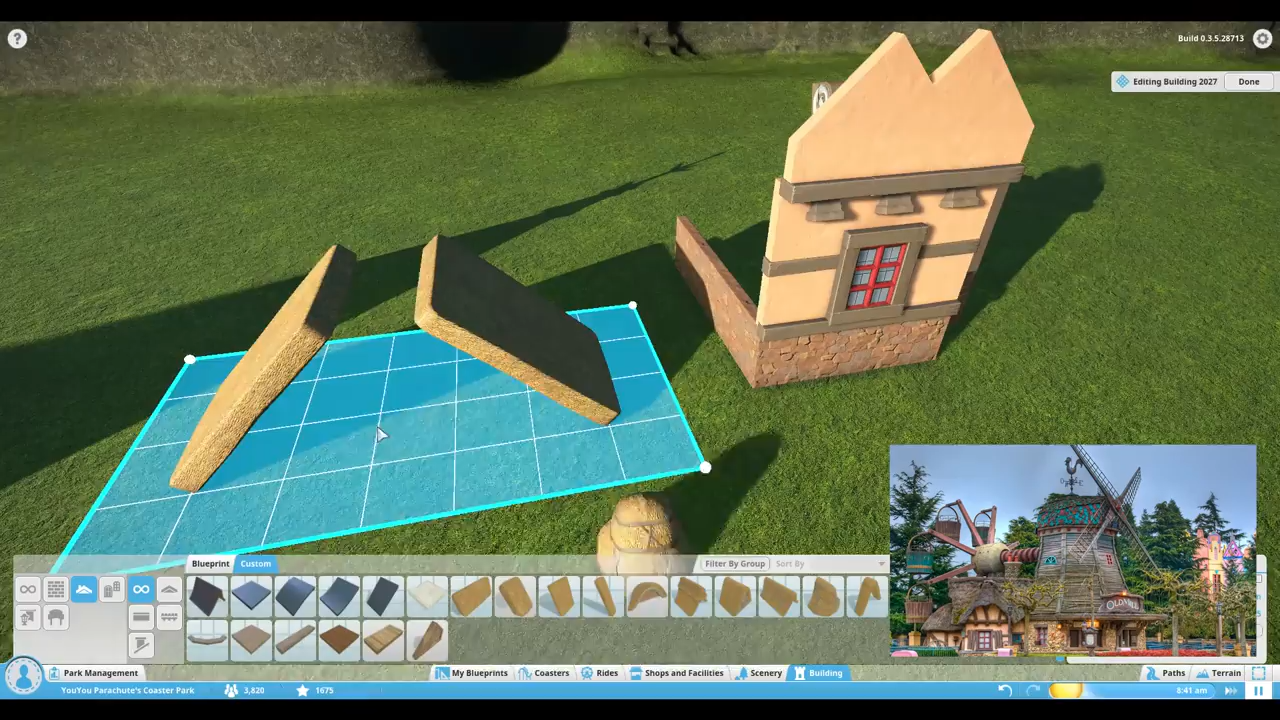 ?
Build 0.3.5.28713
Editing Building 2027
Done
Blueprint
Custom
Filter By Group
Sort By
OLD MILL
Park Management
My Blueprints
Coasters
Rides
Shops and Facilities
Scenery
Building
Paths
Terrain
YouYou Parachute's Coaster Park
3,820
1675
8:41 am